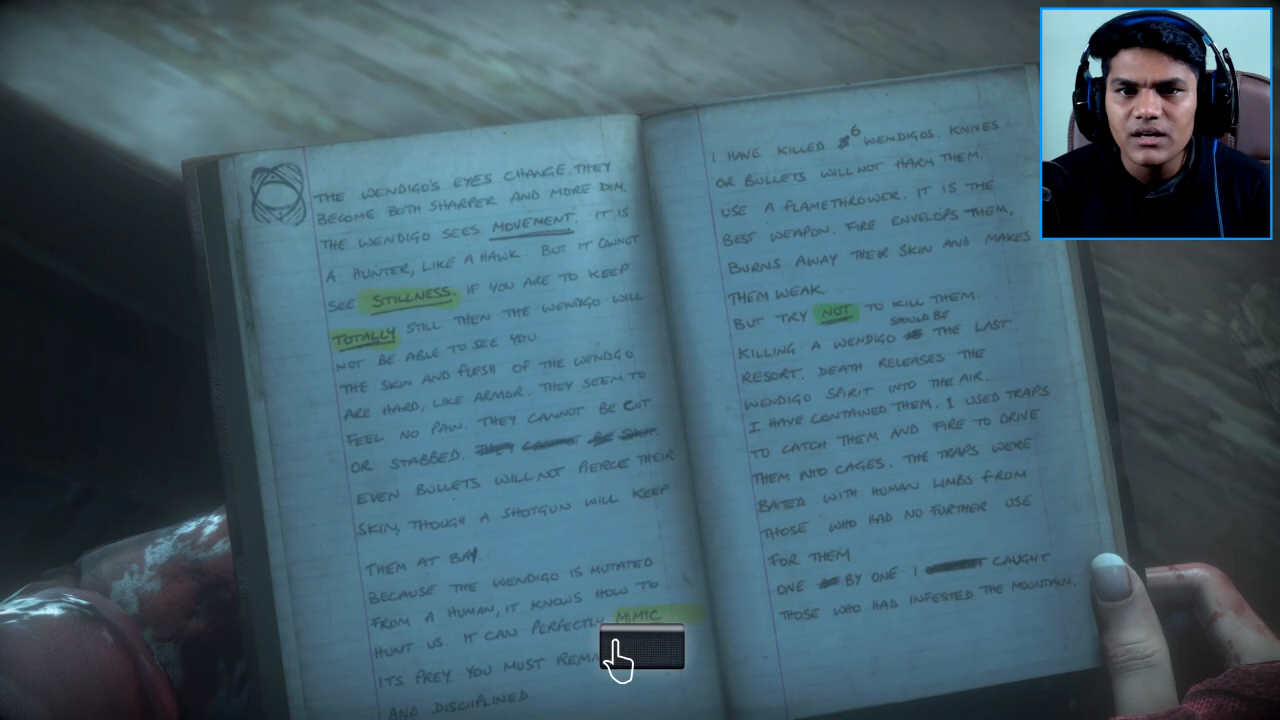 THE WENDIGO'S EYES CHANGE. THEY
BECOME BOTH SHARPER AND MORE DIM.
THE WENDIGO SEES MOVEMENT. IT IS
A HUNTER, LIKE A HAWK. BUT IT CANNOT
SEE STILLNESS. IF YOU ARE TO KEEP
TOTALLY STILL THEN THE WENDIGO WILL
NOT BE ABLE TO SEE YOU
THE SKIN AND FLESH OF THE WENDIGO
ARE HARD, LIKE ARMOR. THEY SEEM TO
FEEL NO PAIN. THEY CANNOT BE CUT
OR STABBED. THEY CANNOT BE SHOT.
EVEN BULLETS WILL NOT PIERCE THEIR
SKIN, THOUGH A SHOTGUN WILL KEEP
THEM AT BAY.
BECAUSE THE WENDIGO IS MUTATED
FROM A HUMAN, IT KNOWS HOW TO
HUNT US. IT CAN PERFECTLY MIMIC
ITS PREY. YOU MUST REMA
AND DISCIPLINED.
I HAVE KILLED 6 WENDIGOS. KNIVES
OR BULLETS WILL NOT HARM THEM.
USE A FLAMETHROWER. IT IS THE
BEST WEAPON. FIRE ENVELOPS THEM,
BURNS AWAY THEIR SKIN AND MAKES
THEM WEAK.
BUT TRY NOT TO KILL THEM
KILLING A WENDIGO SHOULD BE THE LAST
RESORT. DEATH RELEASES THE
WENDIGO SPIRIT INTO THE AIR.
I HAVE CONTAINED THEM. I USED TRAPS
TO CATCH THEM AND FIRE TO DRIVE
THEM INTO CAGES. THE TRAPS WERE
BAITED WITH HUMAN LIMBS FROM
THOSE WHO HAD NO FURTHER USE
FOR THEM
ONE BY ONE I CAUGHT
THOSE WHO HAD INFESTED THE MOUNTAIN.